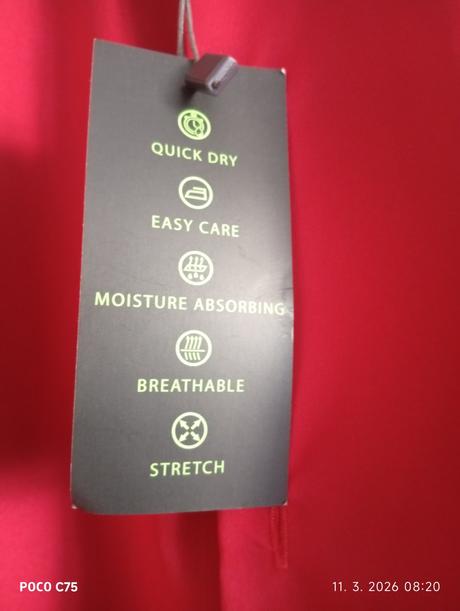 QUICK DRY
EASY CARE
MOISTURE ABSORBING
BREATHABLE
STRETCH
POCO C75
11. 3. 2026 08:20